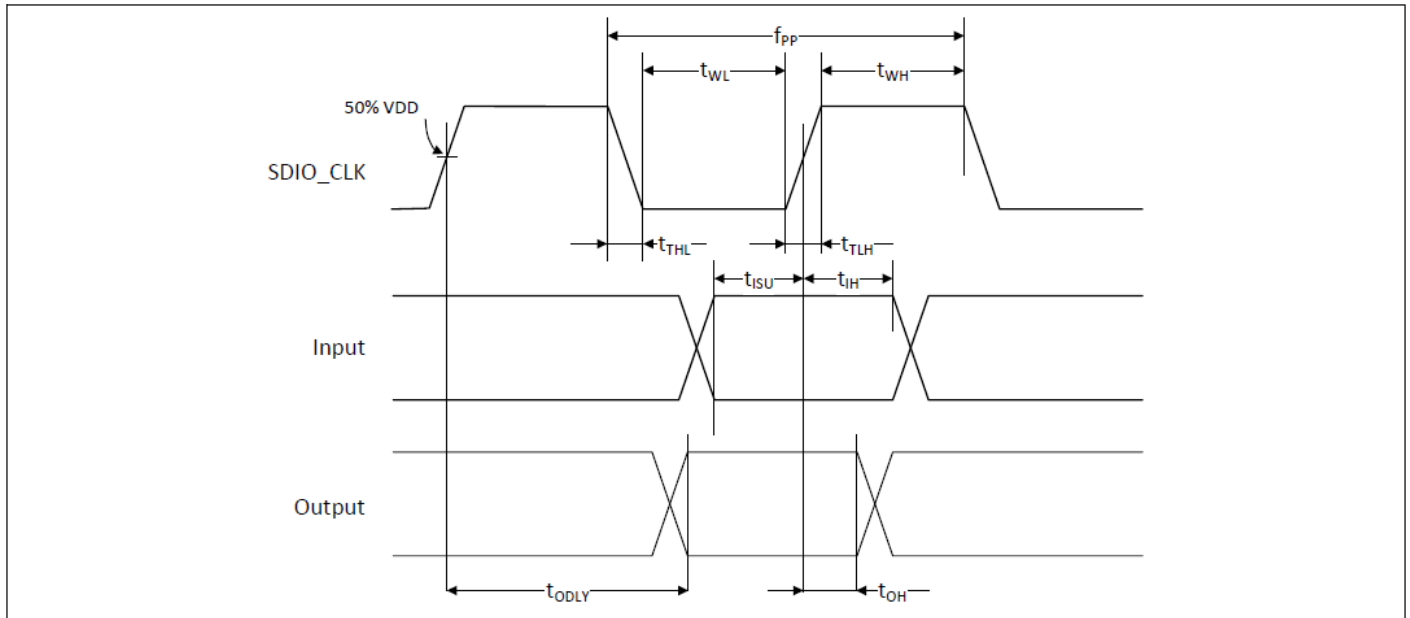 fPP
tWL
tWH
50% VDD
SDIO_CLK
tTHL
tTLH
tISU
tIH
Input
Output
tODLY
tOH